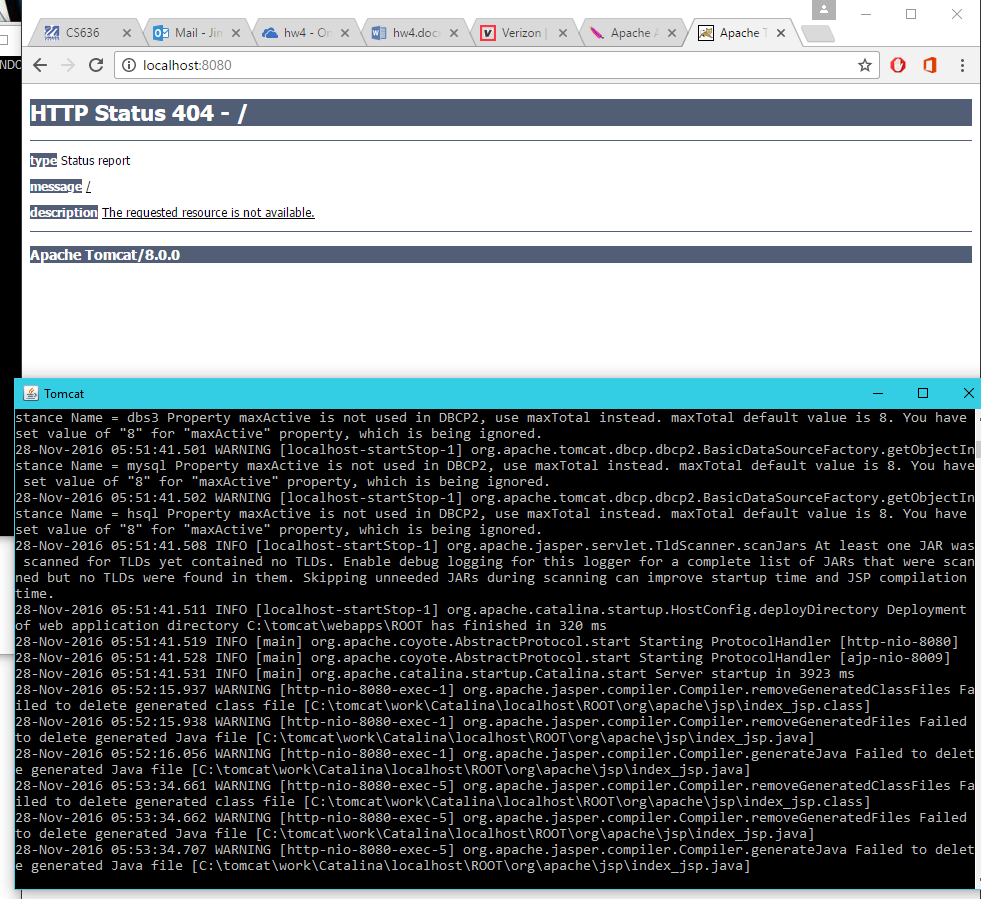 CS636
Mail - Jin
hw4 - On
hw4.doc
Verizon |
Apache A
Apache T
NDO
localhost:8080
HTTP Status 404 - /
type Status report
message /
description The requested resource is not available.
Apache Tomcat/8.0.0
Tomcat
stance Name = dbs3 Property maxActive is not used in DBCP2, use maxTotal instead. maxTotal default value is 8. You have
set value of "8" for "maxActive" property, which is being ignored.
28-Nov-2016 05:51:41.501 WARNING [localhost-startStop-1] org.apache.tomcat.dbcp.dbcp2.BasicDataSourceFactory.getObjectIn
stance Name = mysql Property maxActive is not used in DBCP2, use maxTotal instead. maxTotal default value is 8. You have
set value of "8" for "maxActive" property, which is being ignored.
28-Nov-2016 05:51:41.502 WARNING [localhost-startStop-1] org.apache.tomcat.dbcp.dbcp2.BasicDataSourceFactory.getObjectIn
stance Name = hsql Property maxActive is not used in DBCP2, use maxTotal instead. maxTotal default value is 8. You have
set value of "8" for "maxActive" property, which is being ignored.
28-Nov-2016 05:51:41.508 INFO [localhost-startStop-1] org.apache.jasper.servlet.TldScanner.scanJars At least one JAR was
scanned for TLDs yet contained no TLDs. Enable debug logging for this logger for a complete list of JARs that were scan
ned but no TLDs were found in them. Skipping unneeded JARs during scanning can improve startup time and JSP compilation
time.
28-Nov-2016 05:51:41.511 INFO [localhost-startStop-1] org.apache.catalina.startup.HostConfig.deployDirectory Deployment
of web application directory C:\tomcat\webapps\ROOT has finished in 320 ms
28-Nov-2016 05:51:41.519 INFO [main] org.apache.coyote.AbstractProtocol.start Starting ProtocolHandler [http-nio-8080]
28-Nov-2016 05:51:41.528 INFO [main] org.apache.coyote.AbstractProtocol.start Starting ProtocolHandler [ajp-nio-8009]
28-Nov-2016 05:51:41.531 INFO [main] org.apache.catalina.startup.Catalina.start Server startup in 3923 ms
28-Nov-2016 05:52:15.937 WARNING [http-nio-8080-exec-1] org.apache.jasper.compiler.Compiler.removeGeneratedClassFiles Fa
iled to delete generated class file [C:\tomcat\work\Catalina\localhost\ROOT\org\apache\jsp\index_jsp.class]
28-Nov-2016 05:52:15.938 WARNING [http-nio-8080-exec-1] org.apache.jasper.compiler.Compiler.removeGeneratedFiles Failed
to delete generated Java file [C:\tomcat\work\Catalina\localhost\ROOT\org\apache\jsp\index_jsp.java]
28-Nov-2016 05:52:16.056 WARNING [http-nio-8080-exec-1] org.apache.jasper.compiler.Compiler.generateJava Failed to delet
e generated Java file [C:\tomcat\work\Catalina\localhost\ROOT\org\apache\jsp\index_jsp.java]
28-Nov-2016 05:53:34.661 WARNING [http-nio-8080-exec-5] org.apache.jasper.compiler.Compiler.removeGeneratedClassFiles Fa
iled to delete generated class file [C:\tomcat\work\Catalina\localhost\ROOT\org\apache\jsp\index_jsp.class]
28-Nov-2016 05:53:34.662 WARNING [http-nio-8080-exec-5] org.apache.jasper.compiler.Compiler.removeGeneratedFiles Failed
to delete generated Java file [C:\tomcat\work\Catalina\localhost\ROOT\org\apache\jsp\index_jsp.java]
28-Nov-2016 05:53:34.707 WARNING [http-nio-8080-exec-5] org.apache.jasper.compiler.Compiler.generateJava Failed to delet
e generated Java file [C:\tomcat\work\Catalina\localhost\ROOT\org\apache\jsp\index_jsp.java]